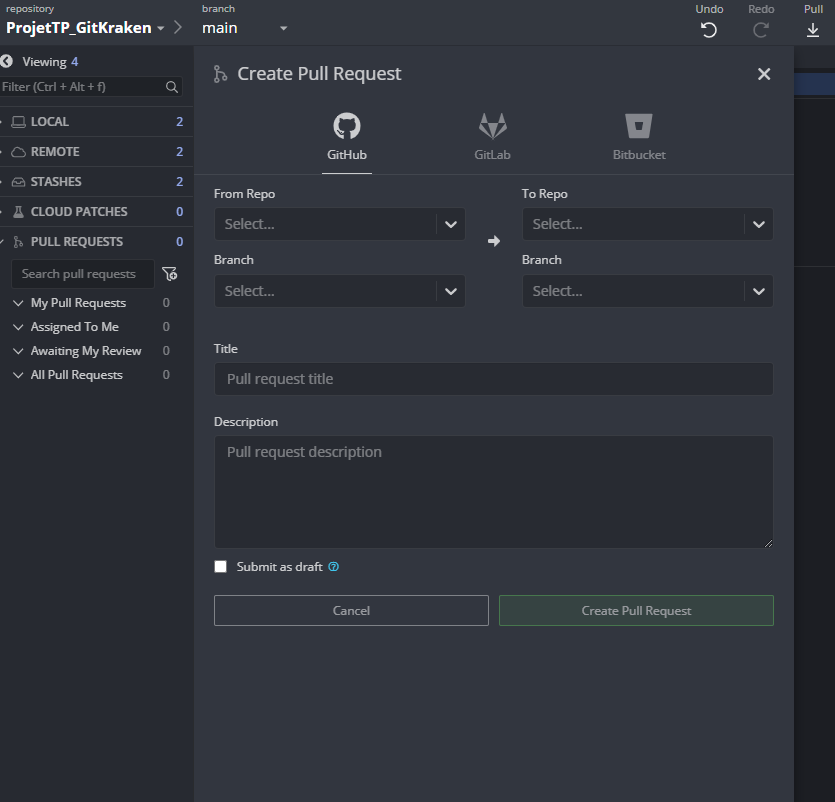 repository
branch
Undo
Redo
Pull
ProjetTP_GitKraken
main
Viewing 4
Filter (Ctrl + Alt + f)
LOCAL 2
REMOTE 2
STASHES 2
CLOUD PATCHES 0
PULL REQUESTS 0
Search pull requests
My Pull Requests 0
Assigned To Me 0
Awaiting My Review 0
All Pull Requests 0
Create Pull Request
GitHub
GitLab
Bitbucket
From Repo
To Repo
Select...
Select...
Branch
Branch
Select...
Select...
Title
Pull request title
Description
Pull request description
Submit as draft ?
Cancel
Create Pull Request